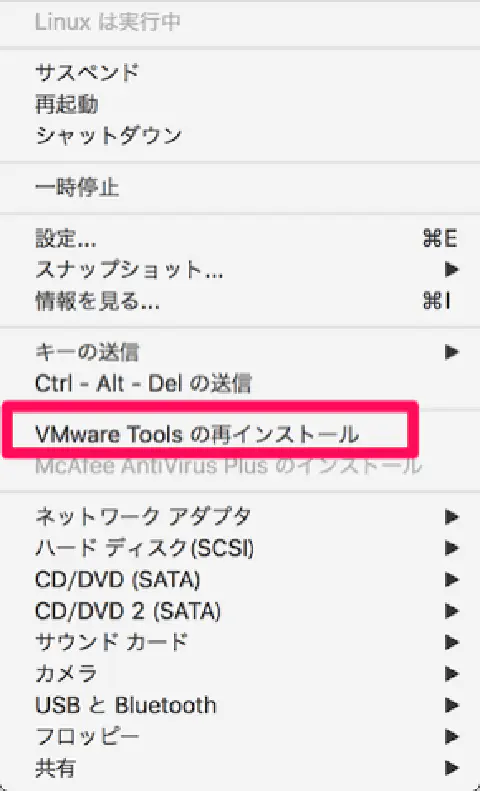 Linux は実行中
サスペンド
再起動
シャットダウン
一時停止
設定... ⌘E
スナップショット... ▶
情報を見る... ⌘I
キーの送信 ▶
Ctrl - Alt - Del の送信
VMware Tools の再インストール
McAfee AntiVirus Plus のインストール
ネットワーク アダプタ ▶
ハード ディスク(SCSI) ▶
CD/DVD (SATA) ▶
CD/DVD 2 (SATA) ▶
サウンド カード ▶
カメラ ▶
USB と Bluetooth ▶
フロッピー ▶
共有 ▶